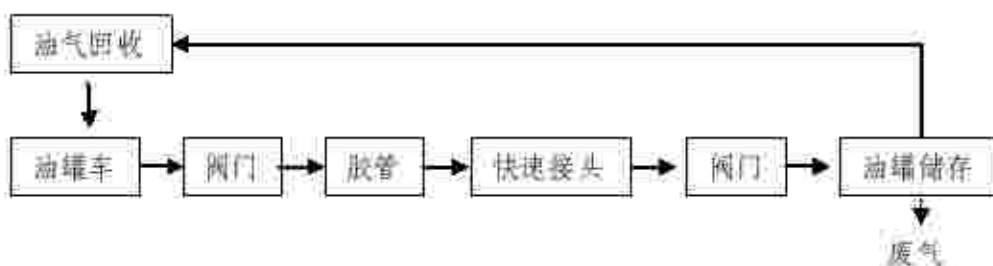 油气回收
油罐车
阀门
胶管
快速接头
阀门
油罐储存
废气